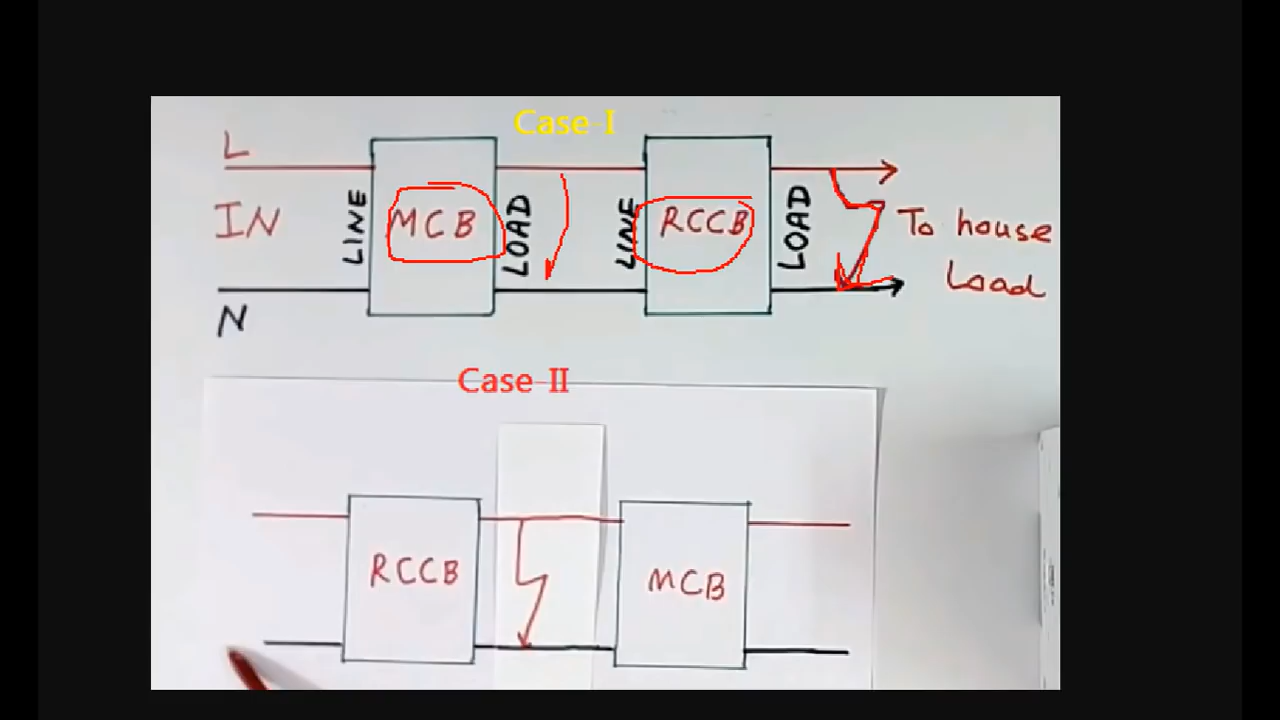 Case-I
L
IN
N
LINE
MCB
LOAD
LINE
RCCB
LOAD
To house
Load
Case-II
RCCB
MCB